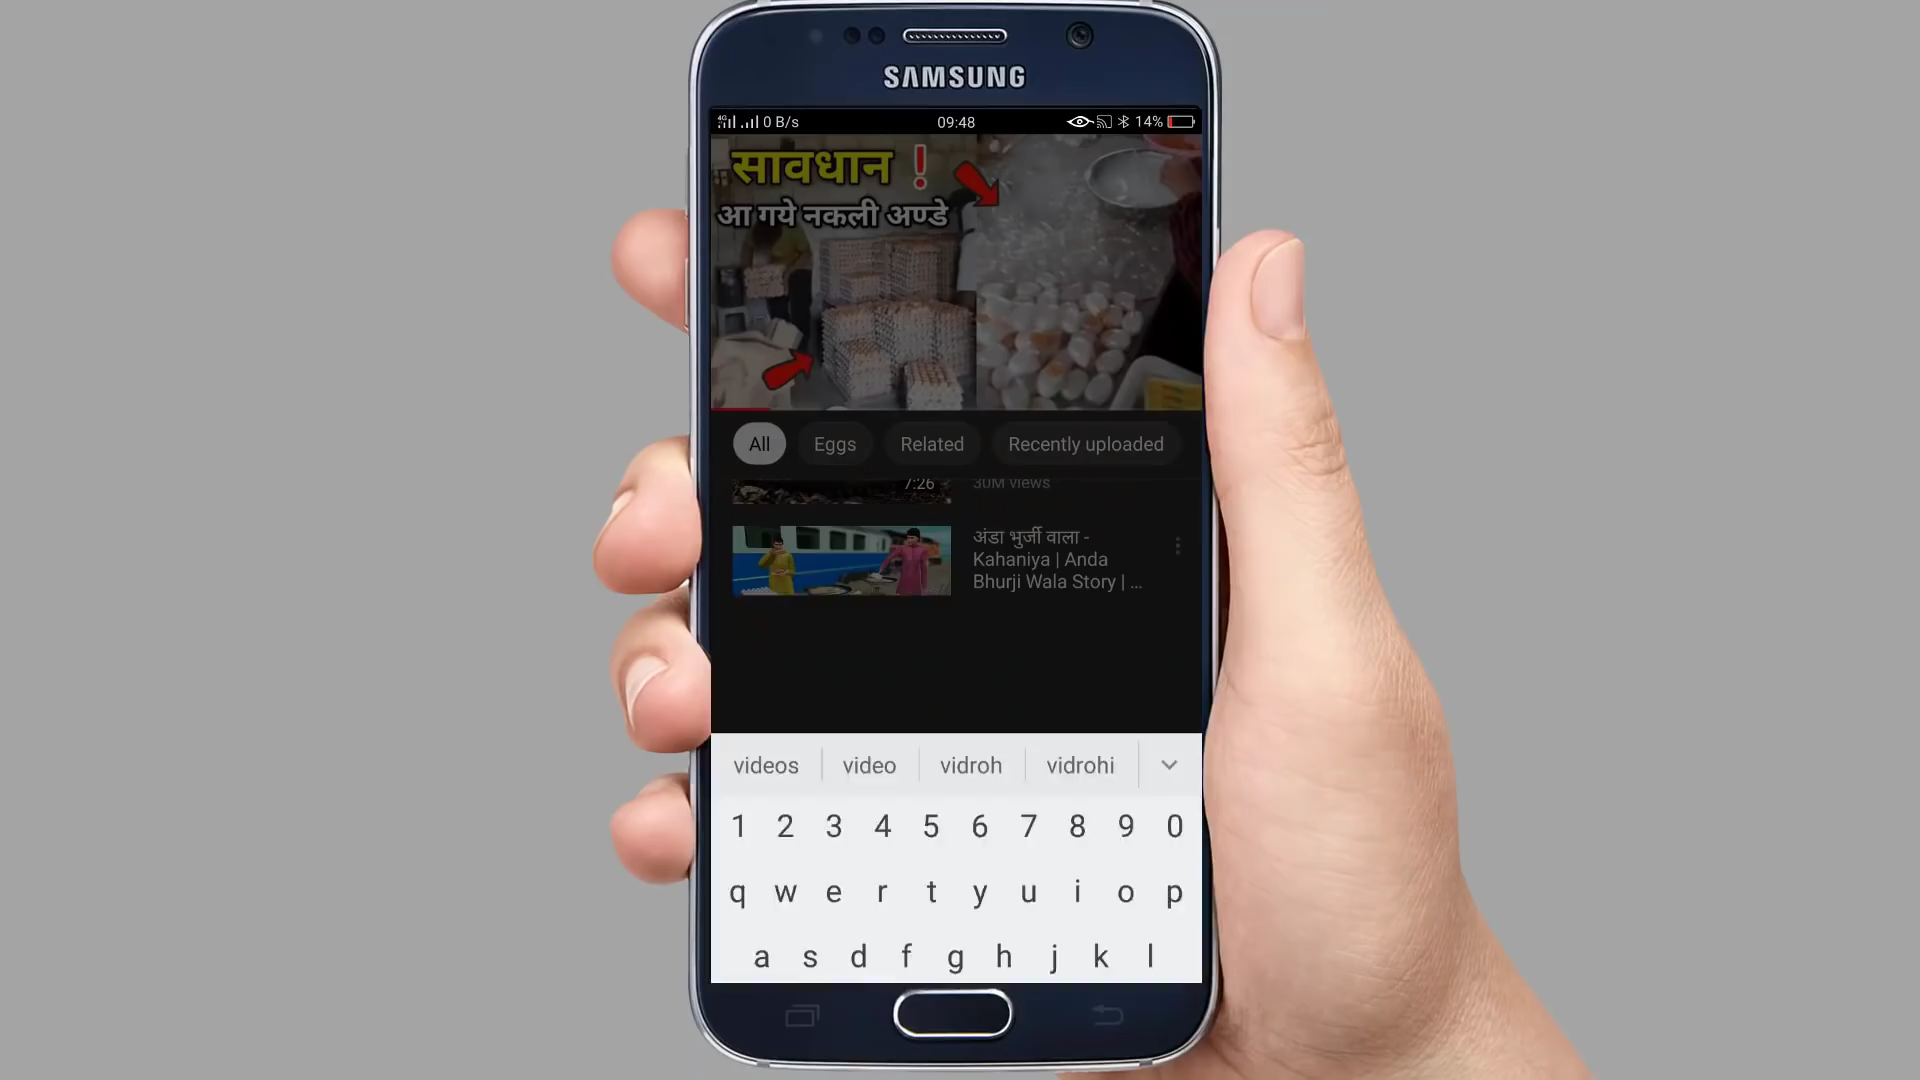 SAMSUNG
4G 0 B/s 09:48 14%
सावधान !
आ गये नकली अण्डे
All Eggs Related Recently uploaded
7:26 30M views
अंडा भुर्जी वाला -
Kahaniya | Anda
Bhurji Wala Story | ...
videos video vidroh vidrohi
1 2 3 4 5 6 7 8 9 0
q w e r t y u i o p
a s d f g h j k l